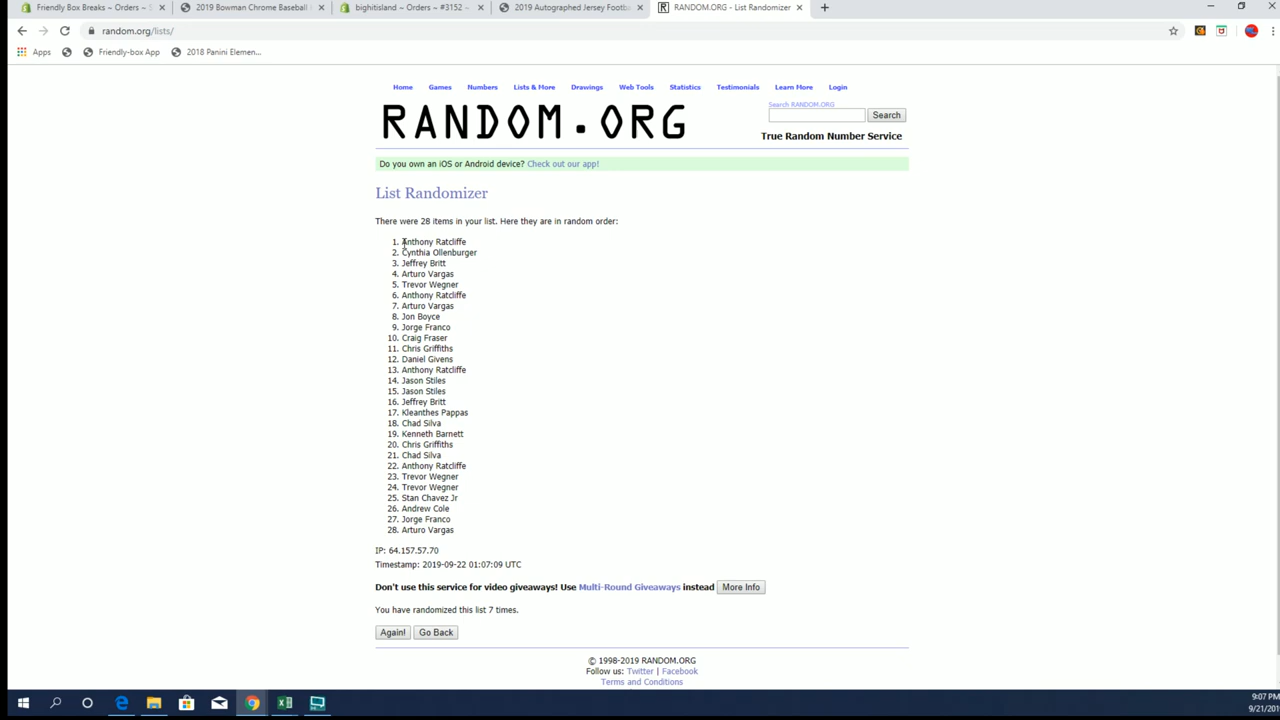 Friendly Box Breaks ~ Orders ~ S
2019 Bowman Chrome Baseball
bighitisland ~ Orders ~ #3152 ~
2019 Autographed Jersey Footb
RANDOM.ORG - List Randomizer
random.org/lists/
Apps
Friendly-box App
2018 Panini Elemen...
Home
Games
Numbers
Lists & More
Drawings
Web Tools
Statistics
Testimonials
Learn More
Login
RANDOM.ORG
Search RANDOM.ORG
Search
True Random Number Service
Do you own an iOS or Android device? Check out our app!
List Randomizer
There were 28 items in your list. Here they are in random order:
1. Anthony Ratcliffe
2. Cynthia Ollenburger
3. Jeffrey Britt
4. Arturo Vargas
5. Trevor Wegner
6. Anthony Ratcliffe
7. Arturo Vargas
8. Jon Boyce
9. Jorge Franco
10. Craig Fraser
11. Chris Griffiths
12. Daniel Givens
13. Anthony Ratcliffe
14. Jason Stiles
15. Jason Stiles
16. Jeffrey Britt
17. Kleanthes Pappas
18. Chad Silva
19. Kenneth Barnett
20. Chris Griffiths
21. Chad Silva
22. Anthony Ratcliffe
23. Trevor Wegner
24. Trevor Wegner
25. Stan Chavez Jr
26. Andrew Cole
27. Jorge Franco
28. Arturo Vargas
IP: 64.157.57.70
Timestamp: 2019-09-22 01:07:09 UTC
Don't use this service for video giveaways! Use Multi-Round Giveaways instead
More Info
You have randomized this list 7 times.
Again!
Go Back
© 1998-2019 RANDOM.ORG
Follow us: Twitter | Facebook
Terms and Conditions
9:07 PM
9/21/201